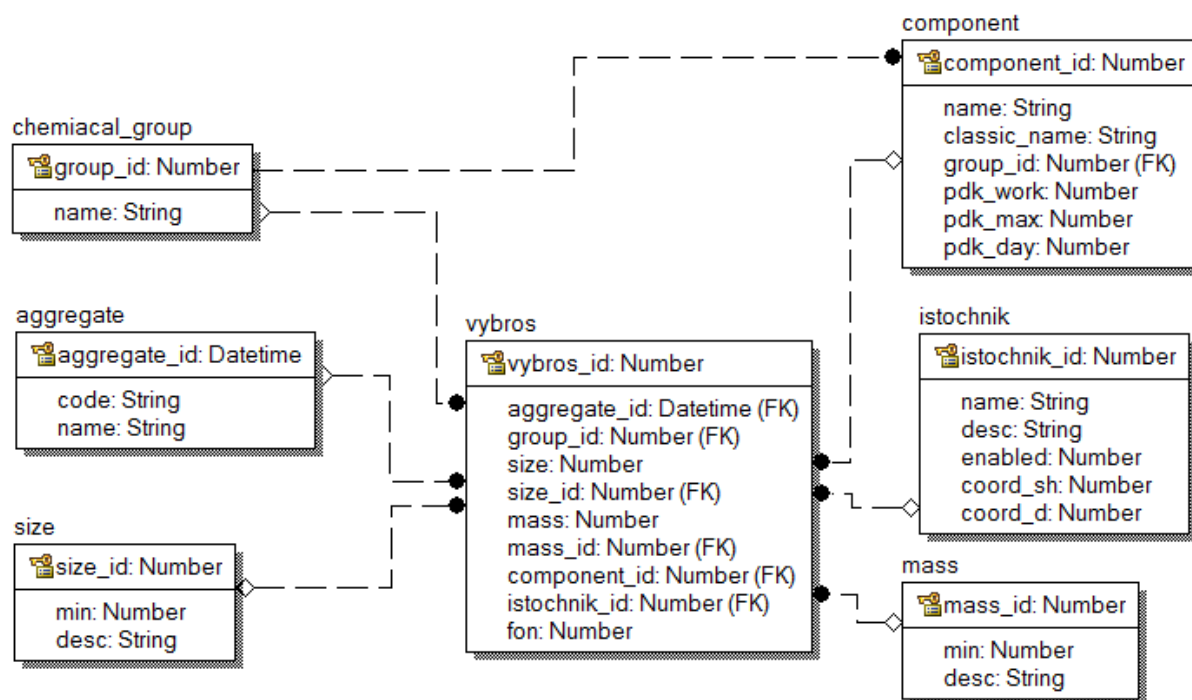 component
component_id: Number
name: String
classic_name: String
group_id: Number (FK)
pdk_work: Number
pdk_max: Number
pdk_day: Number
chemiacal_group
group_id: Number
name: String
aggregate
aggregate_id: Datetime
code: String
name: String
vybros
vybros_id: Number
aggregate_id: Datetime (FK)
group_id: Number (FK)
size: Number
size_id: Number (FK)
mass: Number
mass_id: Number (FK)
component_id: Number (FK)
istochnik_id: Number (FK)
fon: Number
istochnik
istochnik_id: Number
name: String
desc: String
enabled: Number
coord_sh: Number
coord_d: Number
size
size_id: Number
min: Number
desc: String
mass
mass_id: Number
min: Number
desc: String